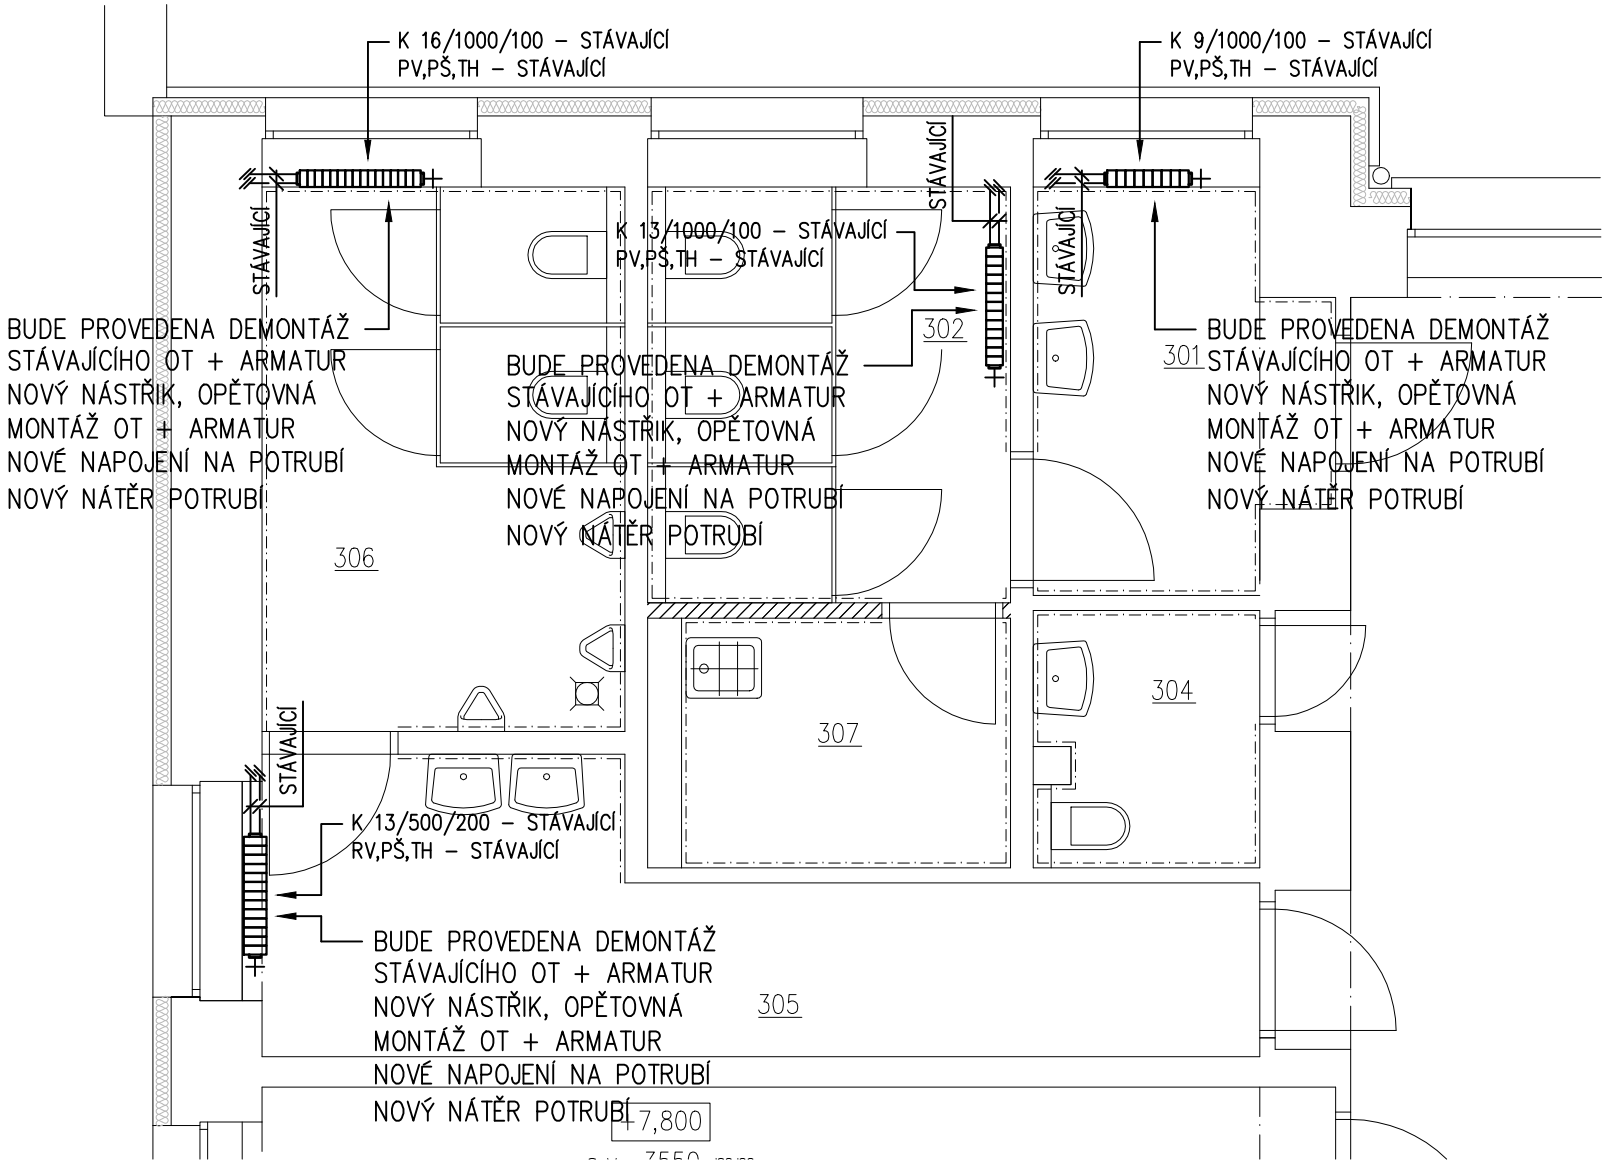 K 16/1000/100 – STÁVAJÍCÍ
PV,PŠ,TH – STÁVAJÍCÍ
K 9/1000/100 – STÁVAJÍCÍ
PV,PŠ,TH – STÁVAJÍCÍ
STÁVAJÍCÍ
STÁVAJÍCÍ
STÁVAJÍCÍ
K 13/1000/100 – STÁVAJÍCÍ
PV,PŠ,TH – STÁVAJÍCÍ
BUDE PROVEDENA DEMONTÁŽ
STÁVAJÍCÍHO OT + ARMATUR
NOVÝ NÁSTŘIK, OPĚTOVNÁ
MONTÁŽ OT + ARMATUR
NOVÉ NAPOJENÍ NA POTRUBÍ
NOVÝ NÁTĚR POTRUBÍ
302
BUDE PROVEDENA DEMONTÁŽ
STÁVAJÍCÍHO OT + ARMATUR
NOVÝ NÁSTŘIK, OPĚTOVNÁ
MONTÁŽ OT + ARMATUR
NOVÉ NAPOJENÍ NA POTRUBÍ
NOVÝ NÁTĚR POTRUBÍ
301
BUDE PROVEDENA DEMONTÁŽ
STÁVAJÍCÍHO OT + ARMATUR
NOVÝ NÁSTŘIK, OPĚTOVNÁ
MONTÁŽ OT + ARMATUR
NOVÉ NAPOJENÍ NA POTRUBÍ
NOVÝ NÁTĚR POTRUBÍ
306
304
307
STÁVAJÍCÍ
K 13/500/200 – STÁVAJÍCÍ
RV,PŠ,TH – STÁVAJÍCÍ
BUDE PROVEDENA DEMONTÁŽ
STÁVAJÍCÍHO OT + ARMATUR
NOVÝ NÁSTŘIK, OPĚTOVNÁ
MONTÁŽ OT + ARMATUR
NOVÉ NAPOJENÍ NA POTRUBÍ
NOVÝ NÁTĚR POTRUBÍ
305
+7,800
3550